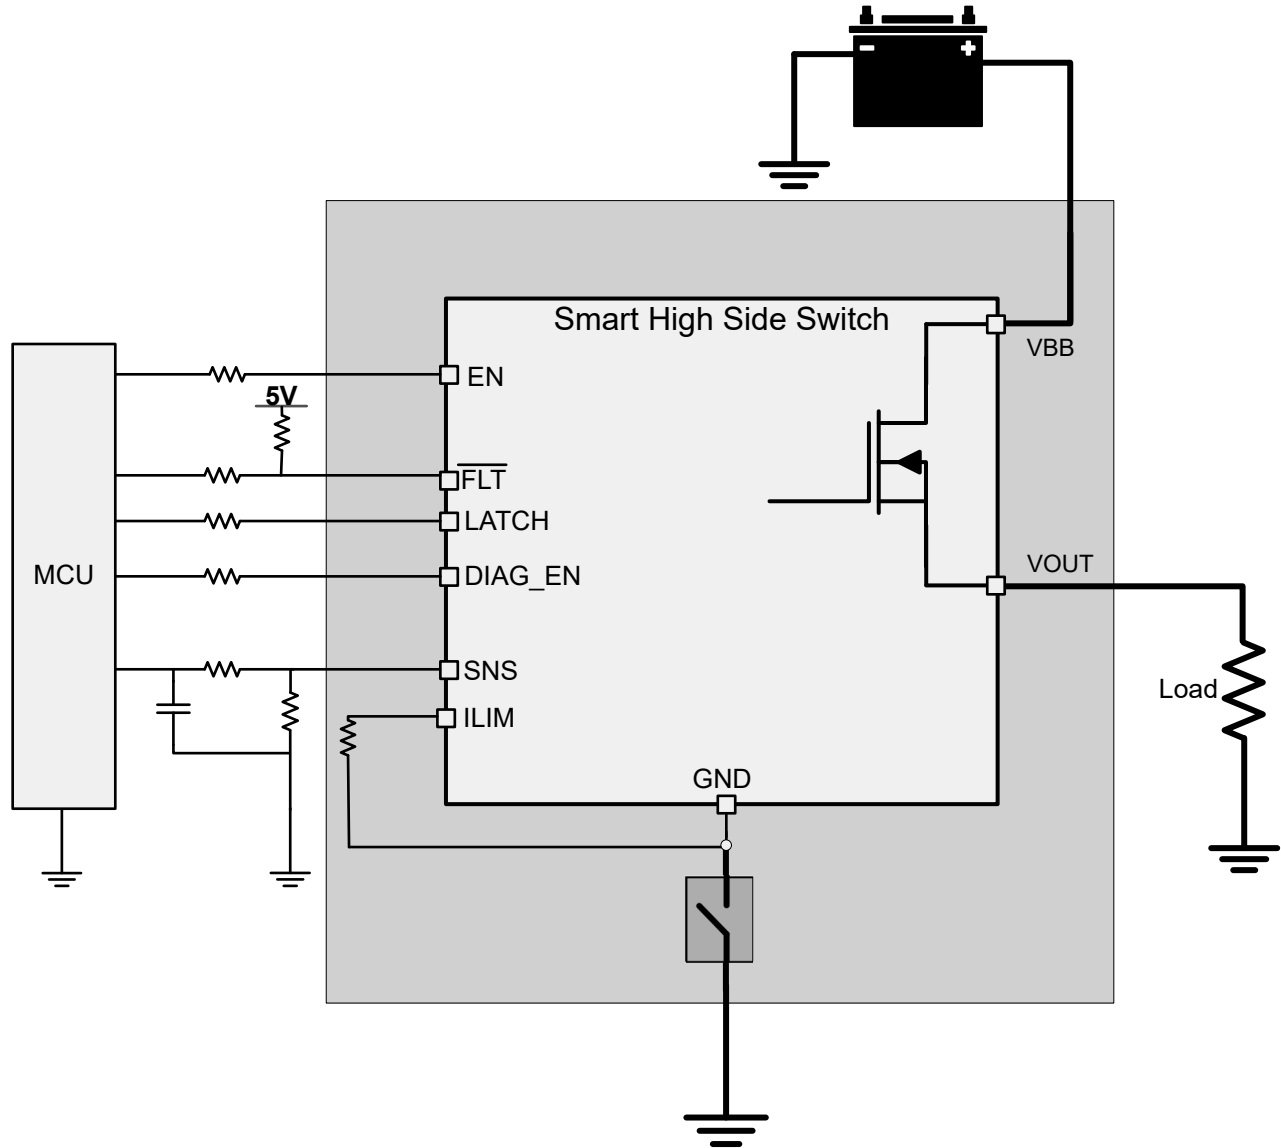 − +
Smart High Side Switch
VBB
EN
5V
FLT
LATCH
MCU
DIAG_EN
VOUT
SNS
Load
ILIM
GND